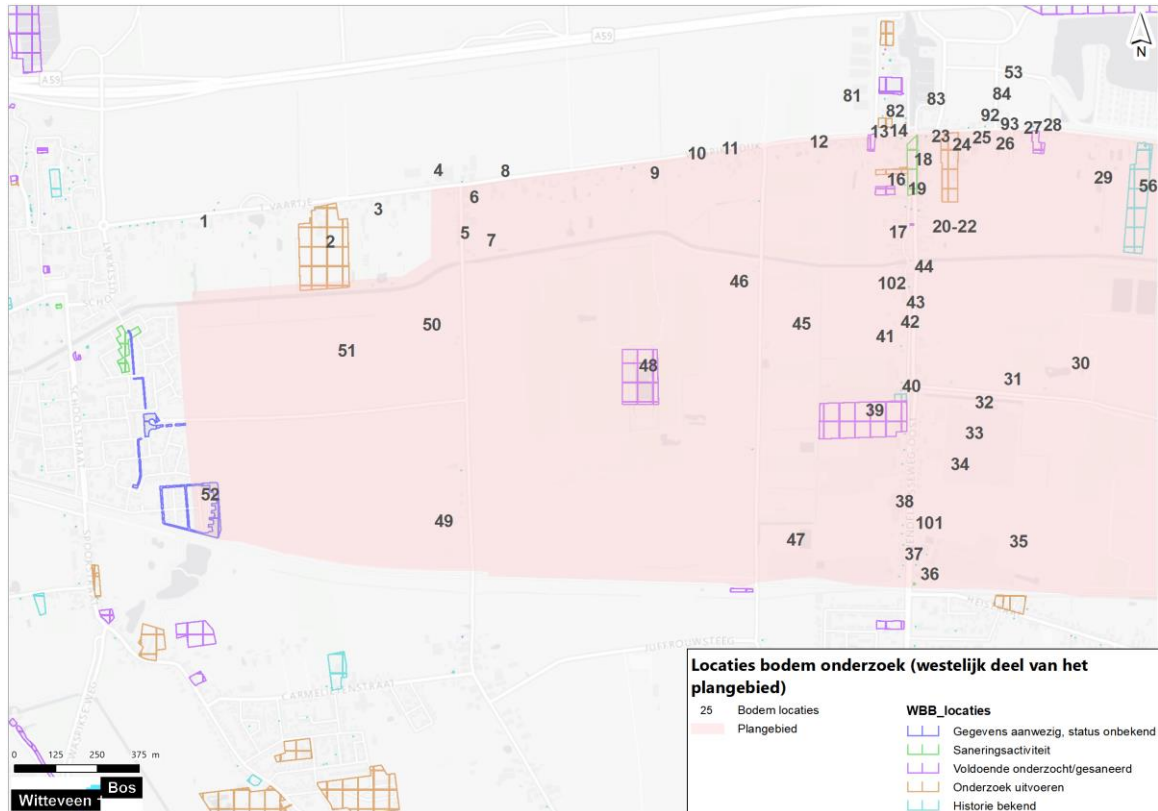 A59
A59
N
53
84
81
83
92
82
93
27
28
13
14
12
23
25
24
26
11
10
18
4
8
9
16
29
56
6
19
3
T VAARTJE
1
2
5
7
17
20-22
SCHOUTSTRAAT
44
46
102
43
50
45
42
41
51
48
30
31
40
32
39
33
34
52
38
49
101
47
35
37
36
JUFFROUWSTEEG
CARMELIETENSTRAAT
WASPIKSEWEG
0 125 250 375 m
Witteveen + Bos
Locaties bodem onderzoek (westelijk deel van het
plangebied)
25 Bodem locaties
Plangebied
WBB_locaties
Gegevens aanwezig, status onbekend
Saneringsactiviteit
Voldoende onderzocht/gesaneerd
Onderzoek uitvoeren
Historie bekend